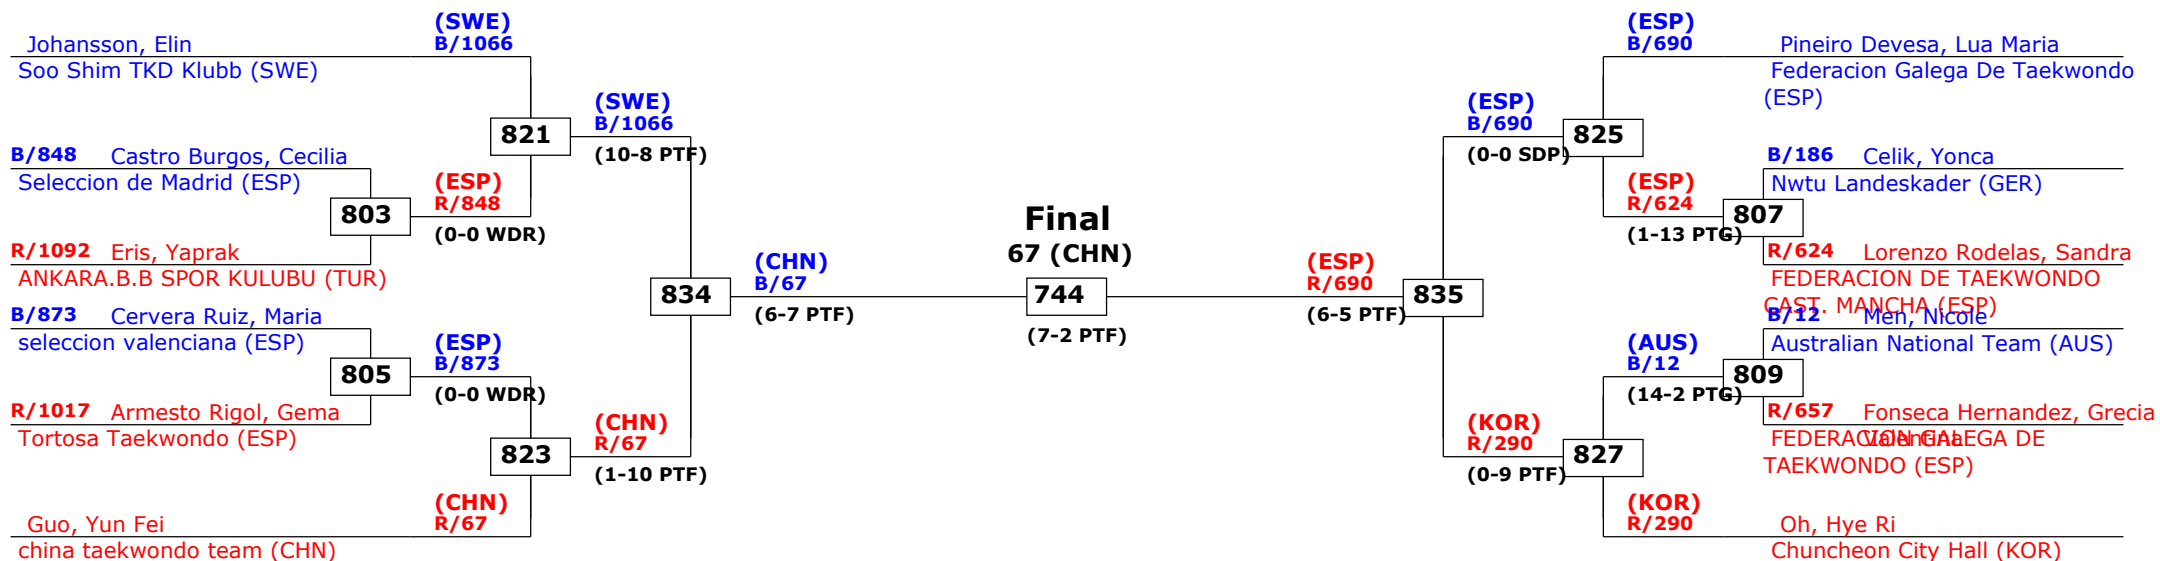 (SWE)
B/1066
Johansson, Elin
Soo Shim TKD Klubb (SWE)
(SWE)
B/1066
821
(10-8 PTF)
B/848 Castro Burgos, Cecilia
Seleccion de Madrid (ESP)
(ESP)
R/848
803
(0-0 WDR)
R/1092 Eris, Yaprak
ANKARA.B.B SPOR KULUBU (TUR)
(CHN)
B/67
834
(6-7 PTF)
B/873 Cervera Ruiz, Maria
seleccion valenciana (ESP)
(ESP)
B/873
805
(0-0 WDR)
R/1017 Armesto Rigol, Gema
Tortosa Taekwondo (ESP)
(CHN)
R/67
823
(1-10 PTF)
(CHN)
R/67
Guo, Yun Fei
china taekwondo team (CHN)
Final
67 (CHN)
744
(7-2 PTF)
(ESP)
B/690
Pineiro Devesa, Lua Maria
Federacion Galega De Taekwondo
(ESP)
(ESP)
B/690
825
(0-0 SDP)
B/186 Celik, Yonca
Nwtu Landeskader (GER)
(ESP)
R/624
807
(1-13 PTG)
R/624 Lorenzo Rodelas, Sandra
FEDERACION DE TAEKWONDO
CAST. MANCHA (ESP)
(ESP)
R/690
835
(6-5 PTF)
B/12 Men, Nicole
Australian National Team (AUS)
(AUS)
B/12
809
(14-2 PTG)
R/657 Fonseca Hernandez, Grecia
Valentina
FEDERACION GALEGA DE
TAEKWONDO (ESP)
(KOR)
R/290
827
(0-9 PTF)
(KOR)
R/290
Oh, Hye Ri
Chuncheon City Hall (KOR)